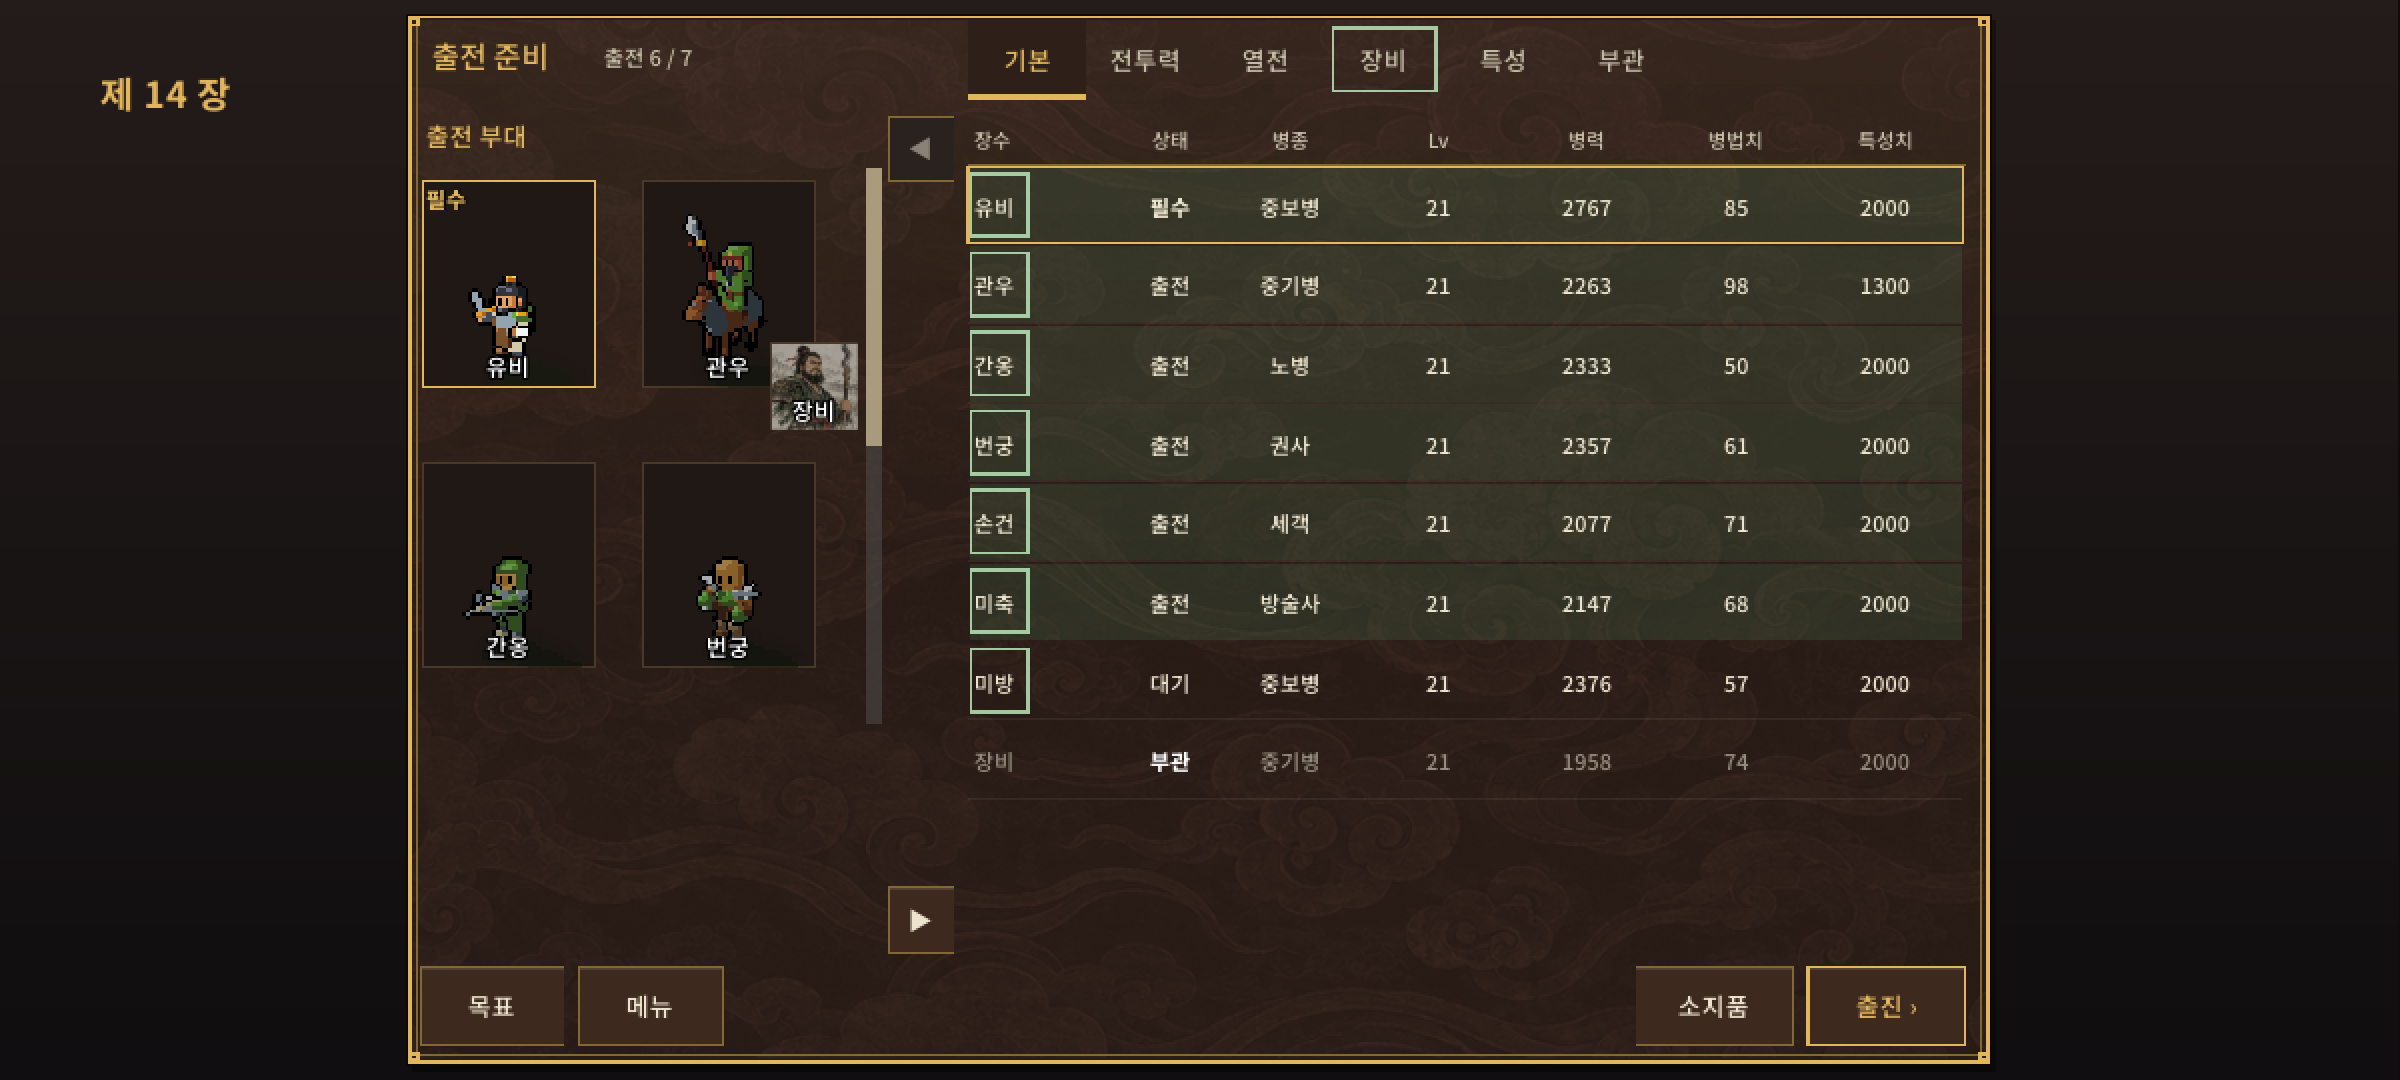 제 14 장
출전 준비 출전 6 / 7
기본 전투력 열전 장비 특성 부관
출전 부대
필수
유비
관우
장비
간옹
번궁
장수 상태 병종 Lv 병력 병법치 특성치
유비 필수 중보병 21 2767 85 2000
관우 출전 중기병 21 2263 98 1300
간옹 출전 노병 21 2333 50 2000
번궁 출전 권사 21 2357 61 2000
손건 출전 세객 21 2077 71 2000
미축 출전 방술사 21 2147 68 2000
미방 대기 중보병 21 2376 57 2000
장비 부관 중기병 21 1958 74 2000
목표 메뉴 소지품 출진 ›